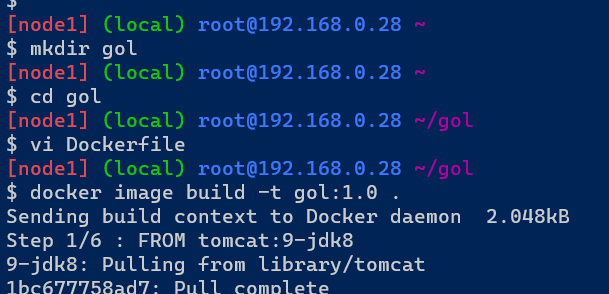 $
[node1] (local) root@192.168.0.28 ~
$ mkdir gol
[node1] (local) root@192.168.0.28 ~
$ cd gol
[node1] (local) root@192.168.0.28 ~/gol
$ vi Dockerfile
[node1] (local) root@192.168.0.28 ~/gol
$ docker image build -t gol:1.0 .
Sending build context to Docker daemon  2.048kB
Step 1/6 : FROM tomcat:9-jdk8
9-jdk8: Pulling from library/tomcat
1bc677758ad7: Pull complete